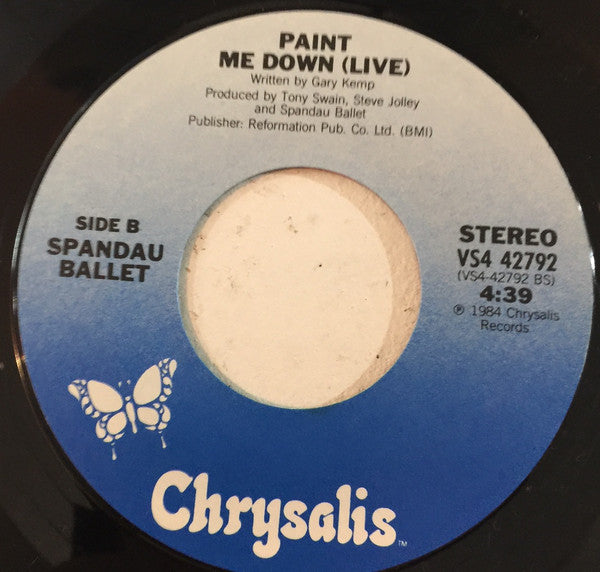 PAINT
ME DOWN (LIVE)
Written by Gary Kemp
Produced by Tony Swain, Steve Jolley
and Spandau Ballet
Publisher: Reformation Pub. Co. Ltd. (BMI)
SIDE B
SPANDAU
BALLET
STEREO
VS4 42792
(VS4-42792 BS)
4:39
℗ 1984 Chrysalis
Records
Chrysalis™